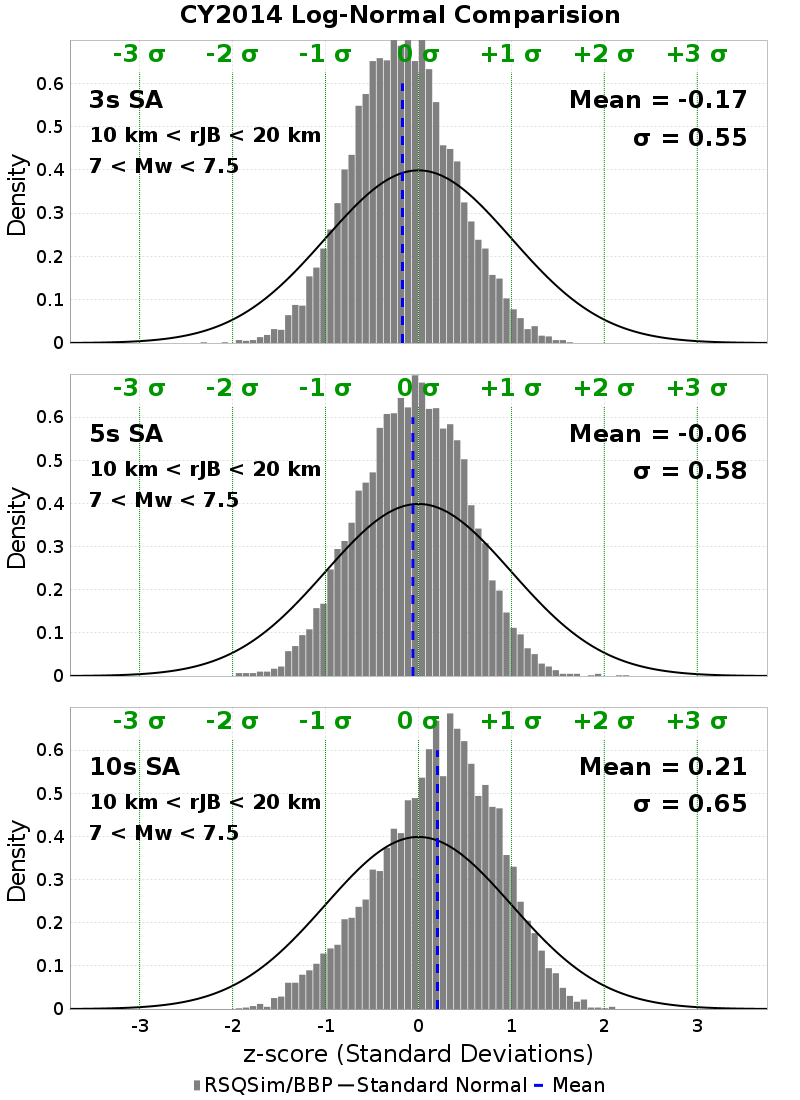 CY2014 Log-Normal Comparision
-3 σ -2 σ -1 σ 0 σ +1 σ +2 σ +3 σ
3s SA Mean = -0.17
10 km < rJB < 20 km σ = 0.55
7 < Mw < 7.5
Density
0.6
0.5
0.4
0.3
0.2
0.1
0
-3 σ -2 σ -1 σ 0 σ +1 σ +2 σ +3 σ
5s SA Mean = -0.06
10 km < rJB < 20 km σ = 0.58
7 < Mw < 7.5
Density
0.6
0.5
0.4
0.3
0.2
0.1
0
-3 σ -2 σ -1 σ 0 σ +1 σ +2 σ +3 σ
10s SA Mean = 0.21
10 km < rJB < 20 km σ = 0.65
7 < Mw < 7.5
Density
0.6
0.5
0.4
0.3
0.2
0.1
0
-3 -2 -1 0 1 2 3
z-score (Standard Deviations)
RSQSim/BBP Standard Normal Mean